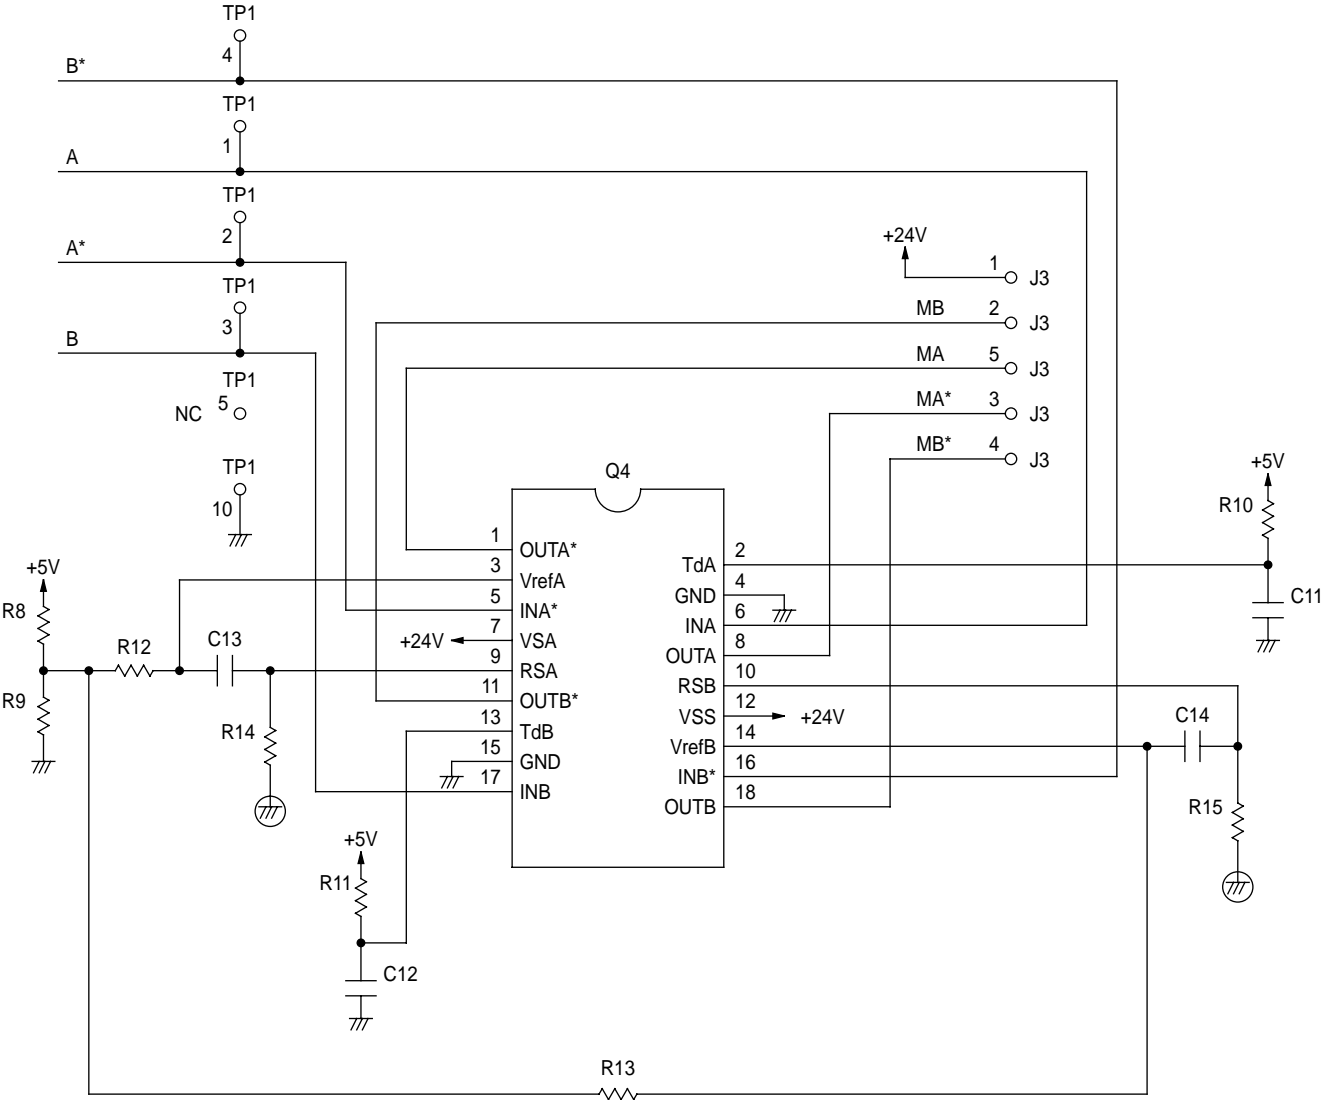 TP1
4
B*
TP1
1
A
TP1
2
A*
TP1
3
B
TP1
5
NC
TP1
10
+24V
1
J3
MB
2
J3
MA
5
J3
MA*
3
J3
MB*
4
J3
Q4
1
OUTA*
3
VrefA
5
INA*
7
+24V
VSA
9
RSA
11
OUTB*
13
TdB
15
GND
17
INB
2
TdA
4
GND
6
INA
8
OUTA
10
RSB
12
VSS
+24V
14
VrefB
16
INB*
18
OUTB
+5V
R10
C11
+5V
R8
R9
R12
C13
R14
C14
R15
+5V
R11
C12
R13